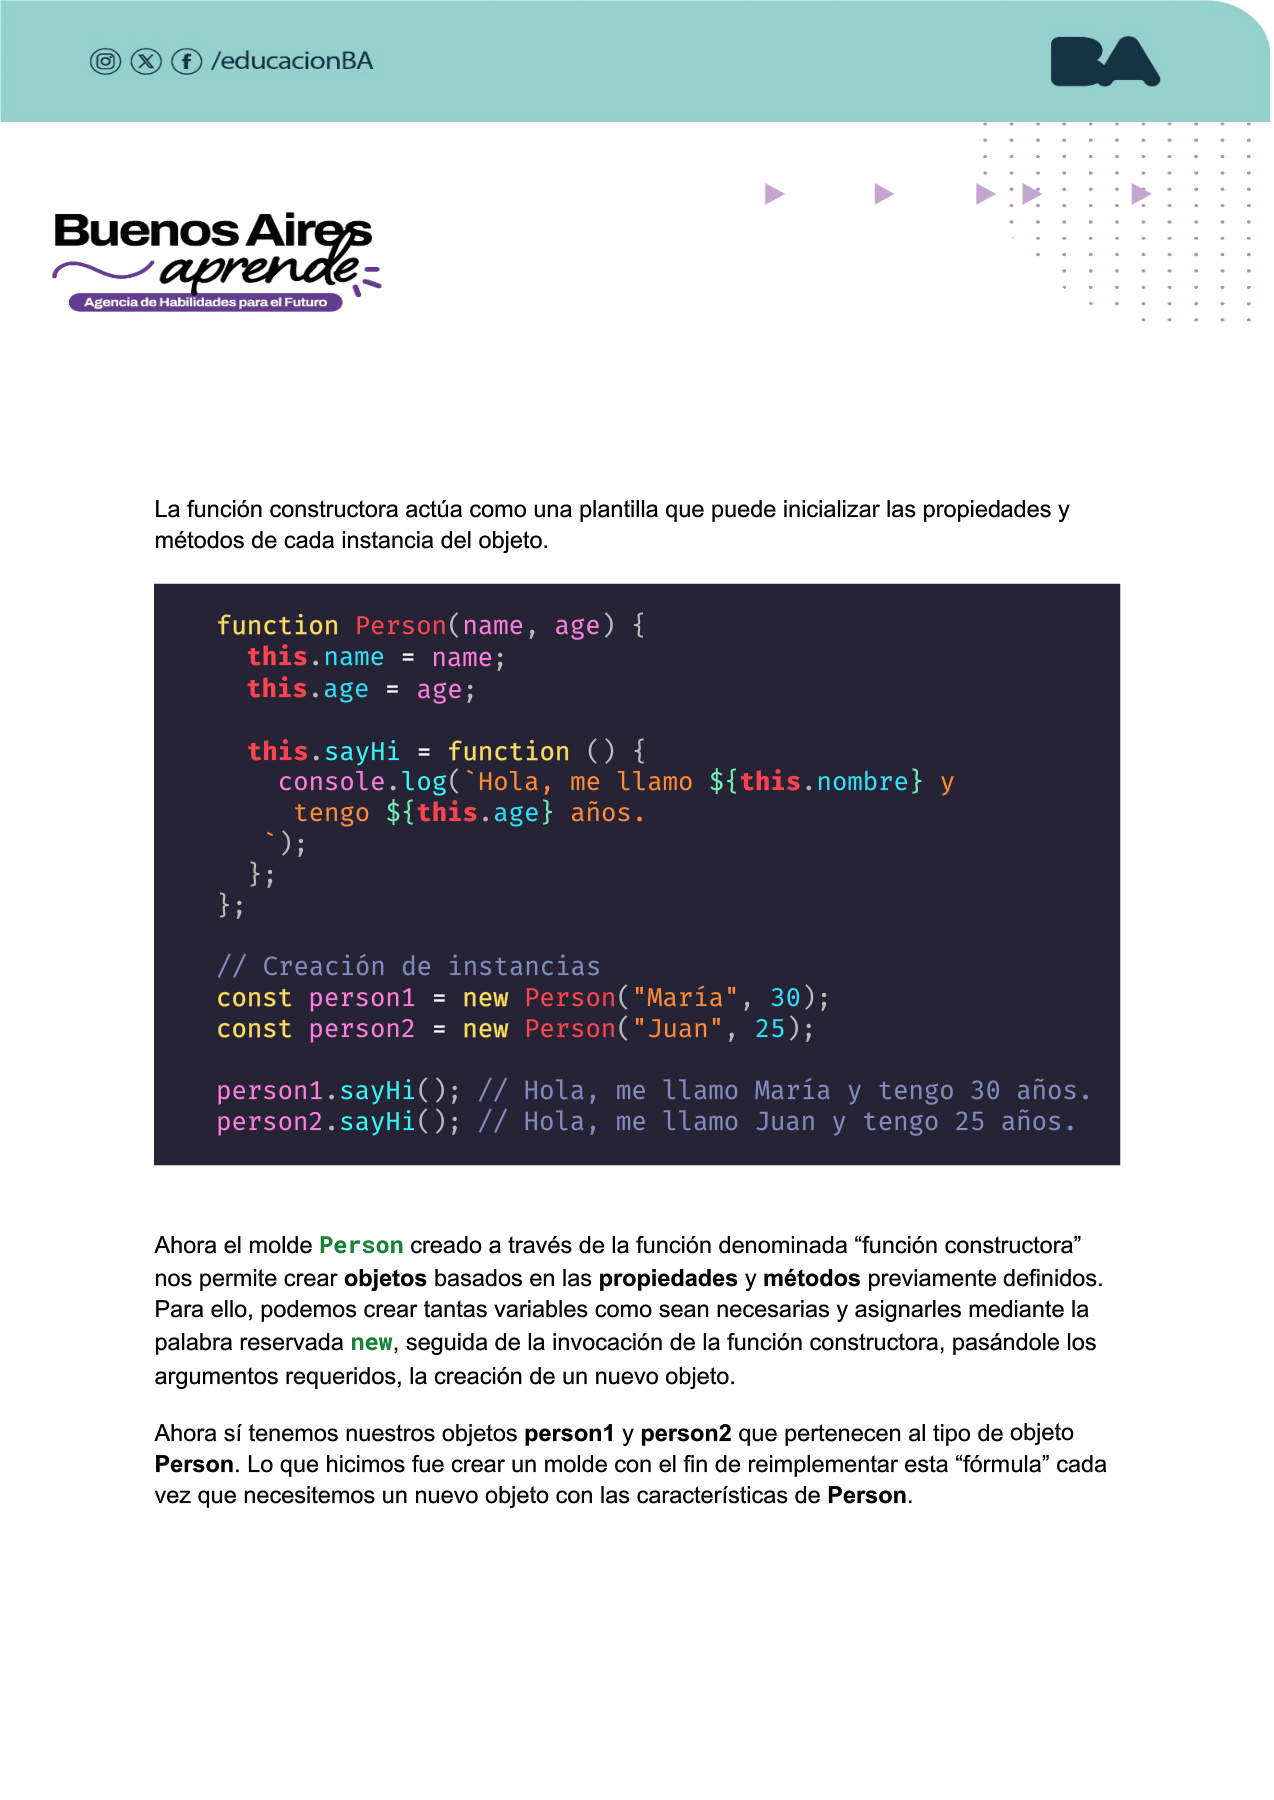 /educacionBA
BA
Buenos Aires
aprende
Agencia de Habilidades para el Futuro
La función constructora actúa como una plantilla que puede inicializar las propiedades y
métodos de cada instancia del objeto.
function Person(name, age) {
  this.name = name;
  this.age = age;
  this.sayHi = function () {
    console.log(`Hola, me llamo ${this.nombre} y
     tengo ${this.age} años.
   `);
  };
};
// Creación de instancias
const person1 = new Person("María", 30);
const person2 = new Person("Juan", 25);
person1.sayHi(); // Hola, me llamo María y tengo 30 años.
person2.sayHi(); // Hola, me llamo Juan y tengo 25 años.
Ahora el molde Person creado a través de la función denominada “función constructora”
nos permite crear objetos basados en las propiedades y métodos previamente definidos.
Para ello, podemos crear tantas variables como sean necesarias y asignarles mediante la
palabra reservada new, seguida de la invocación de la función constructora, pasándole los
argumentos requeridos, la creación de un nuevo objeto.
Ahora sí tenemos nuestros objetos person1 y person2 que pertenecen al tipo de objeto
Person. Lo que hicimos fue crear un molde con el fin de reimplementar esta “fórmula” cada
vez que necesitemos un nuevo objeto con las características de Person.